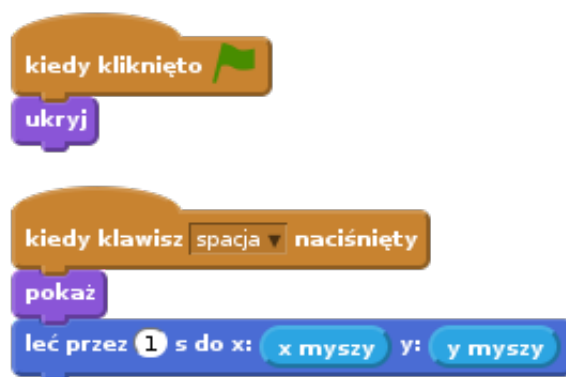 kiedy kliknięto
ukryj
kiedy klawisz spacja naciśnięty
pokaż
leć przez 1 s do x: x myszy y: y myszy